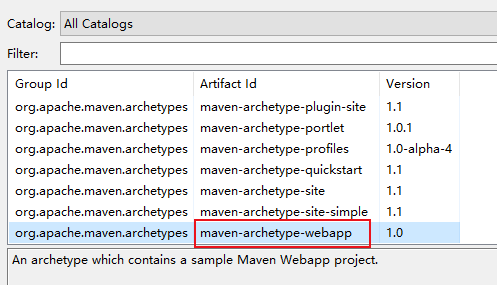 Catalog: All Catalogs
Filter:
Group Id Artifact Id Version
org.apache.maven.archetypes maven-archetype-plugin-site 1.1
org.apache.maven.archetypes maven-archetype-portlet 1.0.1
org.apache.maven.archetypes maven-archetype-profiles 1.0-alpha-4
org.apache.maven.archetypes maven-archetype-quickstart 1.1
org.apache.maven.archetypes maven-archetype-site 1.1
org.apache.maven.archetypes maven-archetype-site-simple 1.1
org.apache.maven.archetypes maven-archetype-webapp 1.0
An archetype which contains a sample Maven Webapp project.